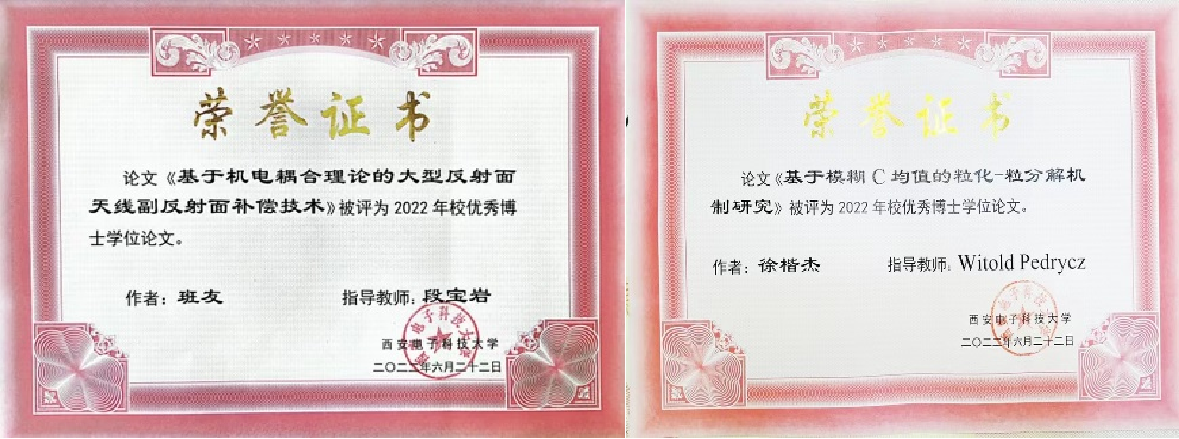 荣誉证书
论文《基于机电耦合理论的大型反射面
天线副反射面补偿技术》被评为2022年校优秀博
士学位论文。
作者：班友
指导教师：段宝岩
西安电子科技大学
二〇二二年六月二十二日
荣誉证书
论文《基于模糊C均值的粒化-粒分解机
制研究》被评为2022年校优秀博士学位论文。
作者：徐楷杰
指导教师：Witold Pedrycz
西安电子科技大学
二〇二二年六月二十二日